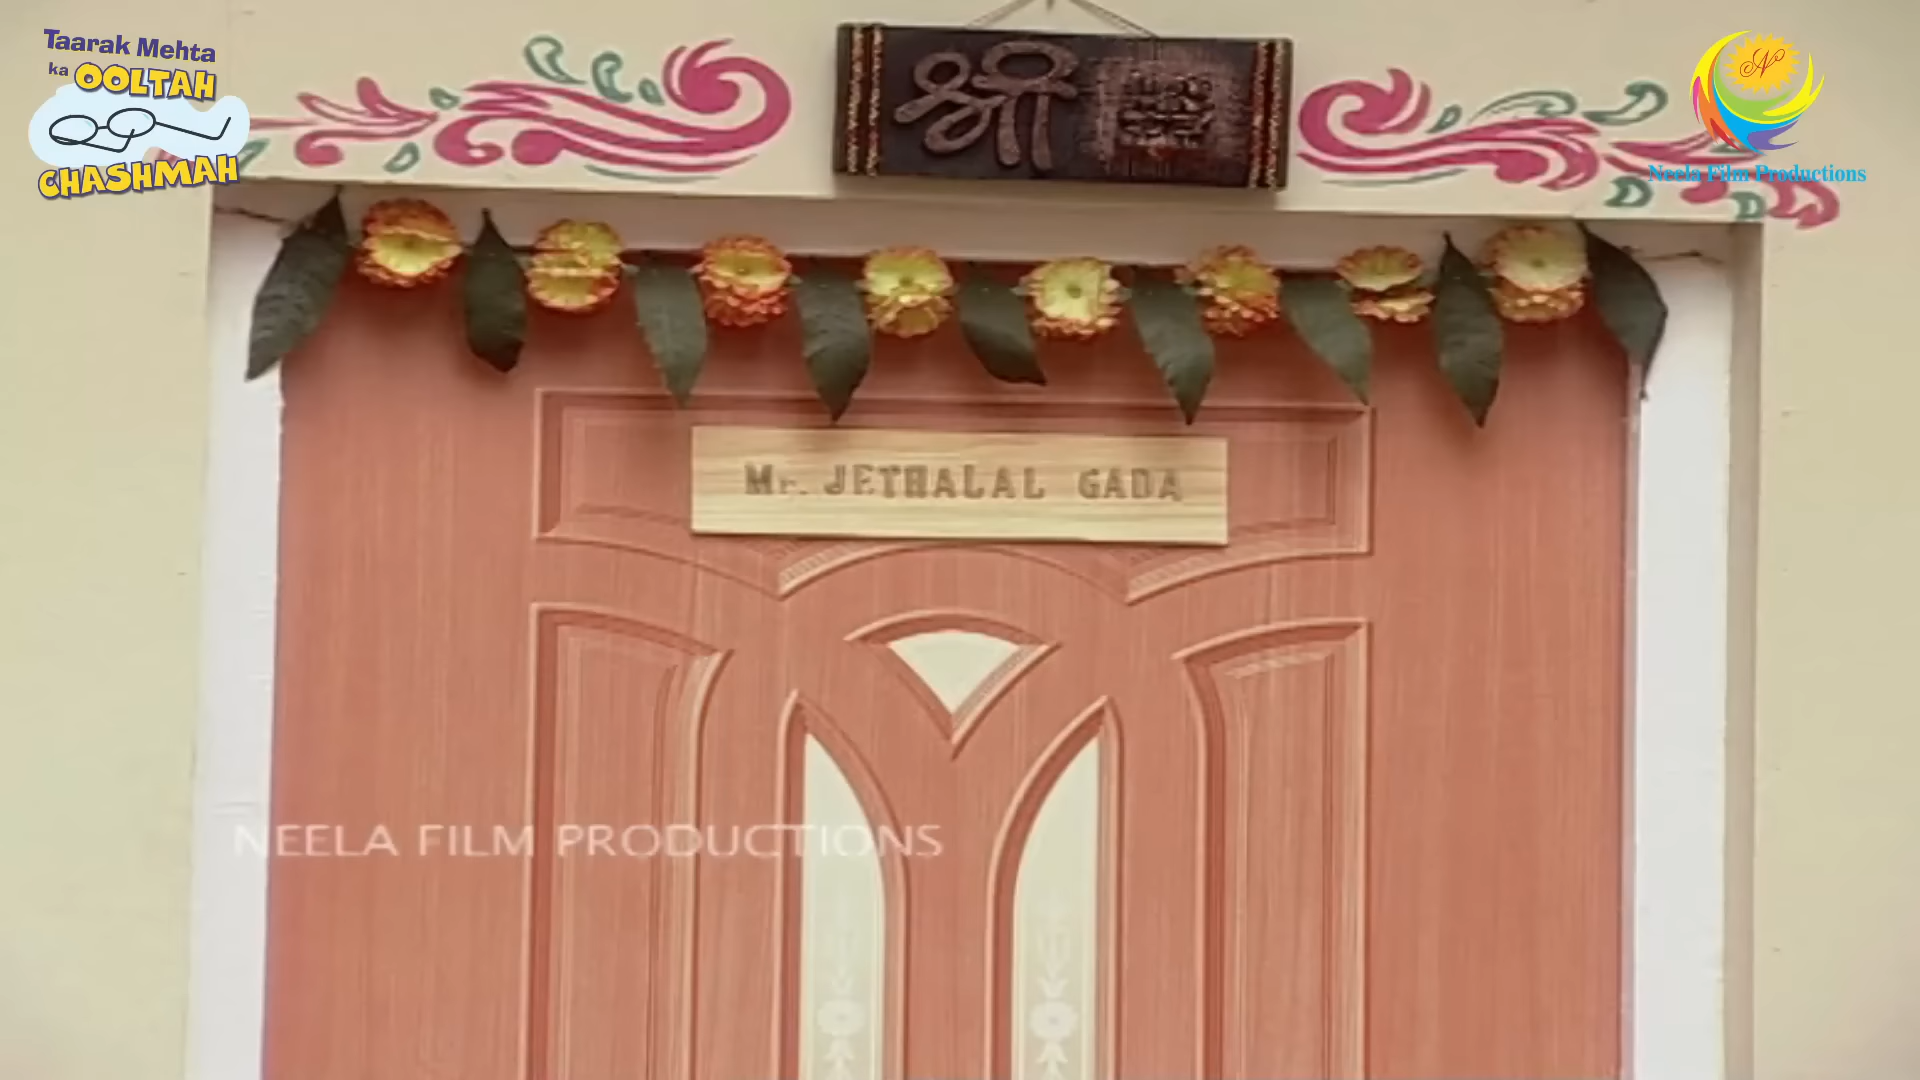 Taarak Mehta
ka OOLTAH
CHASHMAH
श्री
Neela Film Productions
Mr. JETHALAL GADA
NEELA FILM PRODUCTIONS